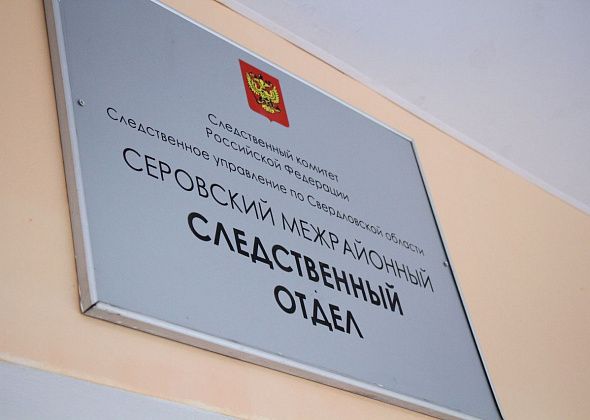 Следственный комитет
Российской Федерации
Следственное управление по Свердловской области
СЕРОВСКИЙ МЕЖРАЙОННЫЙ
СЛЕДСТВЕННЫЙ
ОТДЕЛ